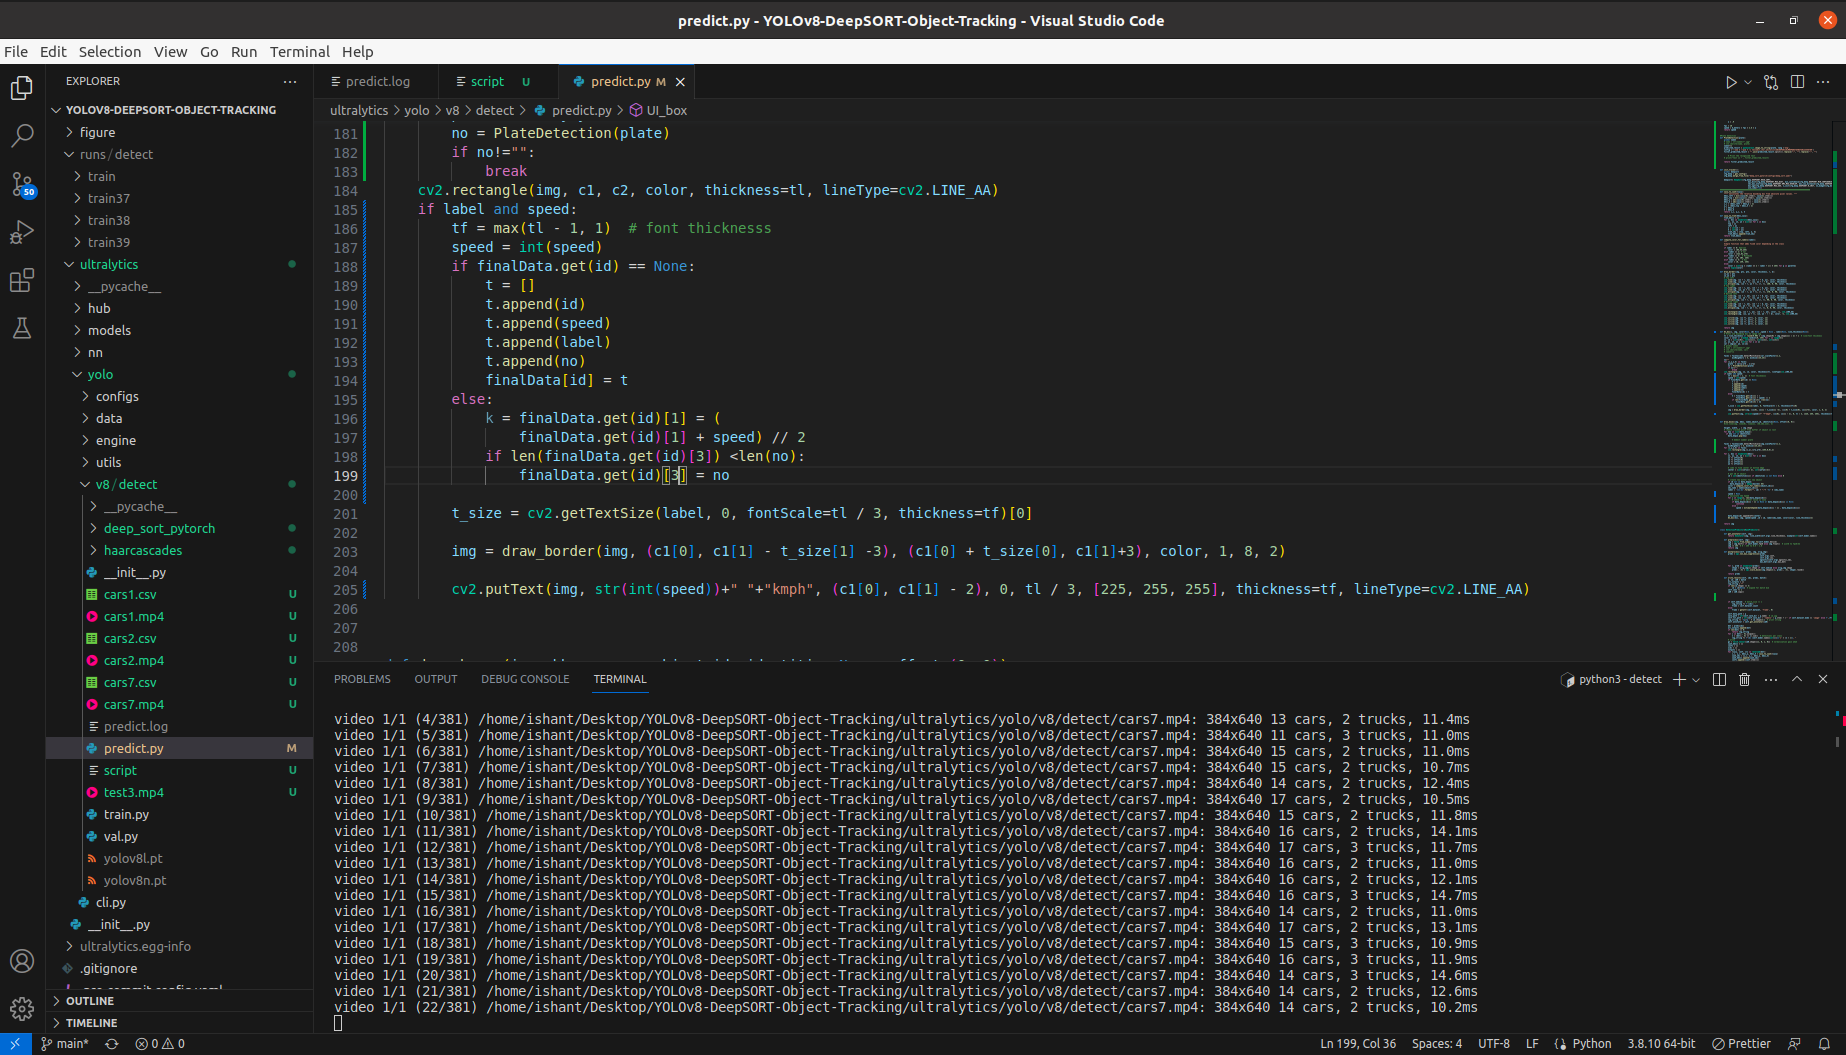 predict.py - YOLOv8-DeepSORT-Object-Tracking - Visual Studio Code
File Edit Selection View Go Run Terminal Help
EXPLORER
YOLOV8-DEEPSORT-OBJECT-TRACKING
figure
runs / detect
train
train37
train38
train39
ultralytics
__pycache__
hub
models
nn
yolo
configs
data
engine
utils
v8 / detect
__pycache__
deep_sort_pytorch
haarcascades
__init__.py
cars1.csv U
cars1.mp4 U
cars2.csv U
cars2.mp4 U
cars7.csv U
cars7.mp4 U
predict.log
predict.py M
script U
test3.mp4 U
train.py
val.py
yolov8l.pt
yolov8n.pt
cli.py
__init__.py
ultralytics.egg-info
.gitignore
OUTLINE
TIMELINE
50
predict.log script U predict.py M
ultralytics > yolo > v8 > detect > predict.py > UI_box
181 no = PlateDetection(plate)
182 if no!="":
183 break
184 cv2.rectangle(img, c1, c2, color, thickness=tl, lineType=cv2.LINE_AA)
185 if label and speed:
186 tf = max(tl - 1, 1)  # font thicknesss
187 speed = int(speed)
188 if finalData.get(id) == None:
189 t = []
190 t.append(id)
191 t.append(speed)
192 t.append(label)
193 t.append(no)
194 finalData[id] = t
195 else:
196 k = finalData.get(id)[1] = (
197 finalData.get(id)[1] + speed) // 2
198 if len(finalData.get(id)[3]) <len(no):
199 finalData.get(id)[3] = no
200
201 t_size = cv2.getTextSize(label, 0, fontScale=tl / 3, thickness=tf)[0]
202
203 img = draw_border(img, (c1[0], c1[1] - t_size[1] -3), (c1[0] + t_size[0], c1[1]+3), color, 1, 8, 2)
204
205 cv2.putText(img, str(int(speed))+" "+"kmph", (c1[0], c1[1] - 2), 0, tl / 3, [225, 255, 255], thickness=tf, lineType=cv2.LINE_AA)
206
207
208
PROBLEMS OUTPUT DEBUG CONSOLE TERMINAL
python3 - detect
video 1/1 (4/381) /home/ishant/Desktop/YOLOv8-DeepSORT-Object-Tracking/ultralytics/yolo/v8/detect/cars7.mp4: 384x640 13 cars, 2 trucks, 11.4ms
video 1/1 (5/381) /home/ishant/Desktop/YOLOv8-DeepSORT-Object-Tracking/ultralytics/yolo/v8/detect/cars7.mp4: 384x640 11 cars, 3 trucks, 11.0ms
video 1/1 (6/381) /home/ishant/Desktop/YOLOv8-DeepSORT-Object-Tracking/ultralytics/yolo/v8/detect/cars7.mp4: 384x640 15 cars, 2 trucks, 11.0ms
video 1/1 (7/381) /home/ishant/Desktop/YOLOv8-DeepSORT-Object-Tracking/ultralytics/yolo/v8/detect/cars7.mp4: 384x640 15 cars, 2 trucks, 10.7ms
video 1/1 (8/381) /home/ishant/Desktop/YOLOv8-DeepSORT-Object-Tracking/ultralytics/yolo/v8/detect/cars7.mp4: 384x640 14 cars, 2 trucks, 12.4ms
video 1/1 (9/381) /home/ishant/Desktop/YOLOv8-DeepSORT-Object-Tracking/ultralytics/yolo/v8/detect/cars7.mp4: 384x640 17 cars, 2 trucks, 10.5ms
video 1/1 (10/381) /home/ishant/Desktop/YOLOv8-DeepSORT-Object-Tracking/ultralytics/yolo/v8/detect/cars7.mp4: 384x640 15 cars, 2 trucks, 11.8ms
video 1/1 (11/381) /home/ishant/Desktop/YOLOv8-DeepSORT-Object-Tracking/ultralytics/yolo/v8/detect/cars7.mp4: 384x640 16 cars, 2 trucks, 14.1ms
video 1/1 (12/381) /home/ishant/Desktop/YOLOv8-DeepSORT-Object-Tracking/ultralytics/yolo/v8/detect/cars7.mp4: 384x640 17 cars, 3 trucks, 11.7ms
video 1/1 (13/381) /home/ishant/Desktop/YOLOv8-DeepSORT-Object-Tracking/ultralytics/yolo/v8/detect/cars7.mp4: 384x640 16 cars, 2 trucks, 11.0ms
video 1/1 (14/381) /home/ishant/Desktop/YOLOv8-DeepSORT-Object-Tracking/ultralytics/yolo/v8/detect/cars7.mp4: 384x640 16 cars, 2 trucks, 12.1ms
video 1/1 (15/381) /home/ishant/Desktop/YOLOv8-DeepSORT-Object-Tracking/ultralytics/yolo/v8/detect/cars7.mp4: 384x640 16 cars, 3 trucks, 14.7ms
video 1/1 (16/381) /home/ishant/Desktop/YOLOv8-DeepSORT-Object-Tracking/ultralytics/yolo/v8/detect/cars7.mp4: 384x640 14 cars, 2 trucks, 11.0ms
video 1/1 (17/381) /home/ishant/Desktop/YOLOv8-DeepSORT-Object-Tracking/ultralytics/yolo/v8/detect/cars7.mp4: 384x640 17 cars, 2 trucks, 13.1ms
video 1/1 (18/381) /home/ishant/Desktop/YOLOv8-DeepSORT-Object-Tracking/ultralytics/yolo/v8/detect/cars7.mp4: 384x640 15 cars, 3 trucks, 10.9ms
video 1/1 (19/381) /home/ishant/Desktop/YOLOv8-DeepSORT-Object-Tracking/ultralytics/yolo/v8/detect/cars7.mp4: 384x640 16 cars, 3 trucks, 11.9ms
video 1/1 (20/381) /home/ishant/Desktop/YOLOv8-DeepSORT-Object-Tracking/ultralytics/yolo/v8/detect/cars7.mp4: 384x640 14 cars, 3 trucks, 14.6ms
video 1/1 (21/381) /home/ishant/Desktop/YOLOv8-DeepSORT-Object-Tracking/ultralytics/yolo/v8/detect/cars7.mp4: 384x640 14 cars, 2 trucks, 12.6ms
video 1/1 (22/381) /home/ishant/Desktop/YOLOv8-DeepSORT-Object-Tracking/ultralytics/yolo/v8/detect/cars7.mp4: 384x640 14 cars, 2 trucks, 10.2ms
main* 0 0 Ln 199, Col 36 Spaces: 4 UTF-8 LF Python 3.8.10 64-bit Prettier